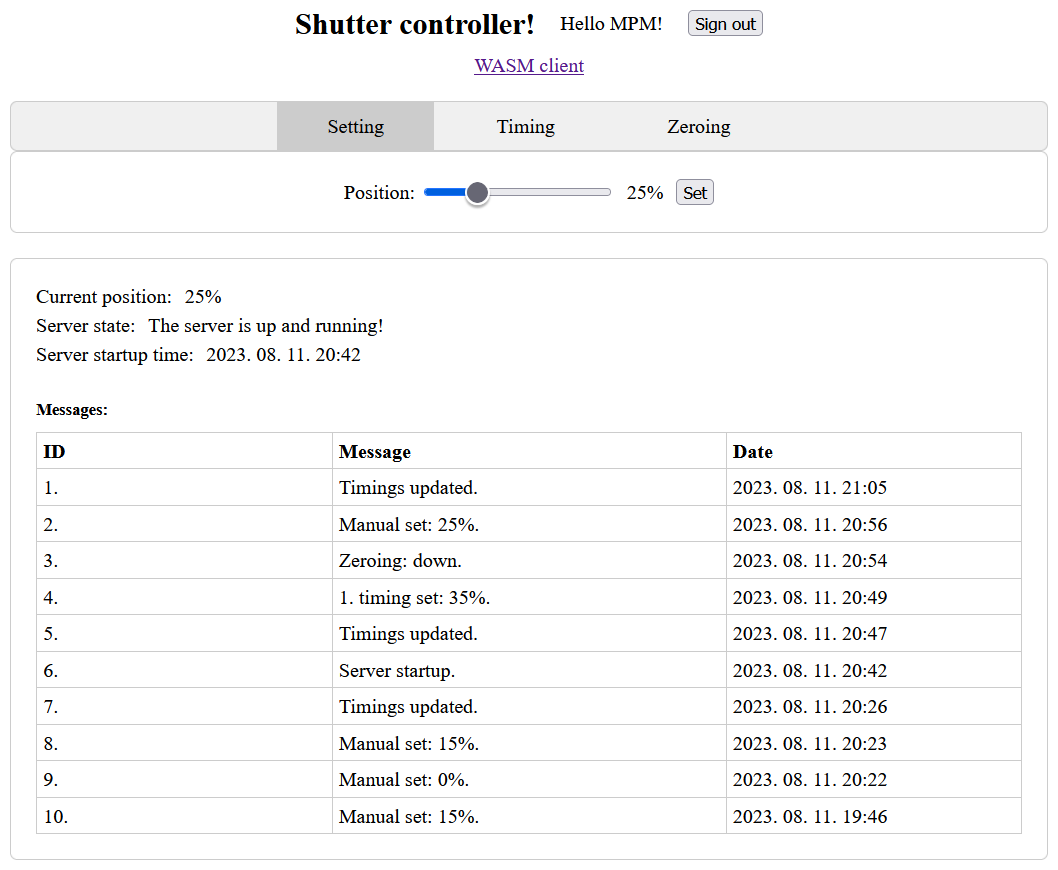 Shutter controller! Hello MPM! Sign out
WASM client
Setting Timing Zeroing
Position: 25% Set
Current position: 25%
Server state: The server is up and running!
Server startup time: 2023. 08. 11. 20:42
Messages:
ID Message Date
1. Timings updated. 2023. 08. 11. 21:05
2. Manual set: 25%. 2023. 08. 11. 20:56
3. Zeroing: down. 2023. 08. 11. 20:54
4. 1. timing set: 35%. 2023. 08. 11. 20:49
5. Timings updated. 2023. 08. 11. 20:47
6. Server startup. 2023. 08. 11. 20:42
7. Timings updated. 2023. 08. 11. 20:26
8. Manual set: 15%. 2023. 08. 11. 20:23
9. Manual set: 0%. 2023. 08. 11. 20:22
10. Manual set: 15%. 2023. 08. 11. 19:46